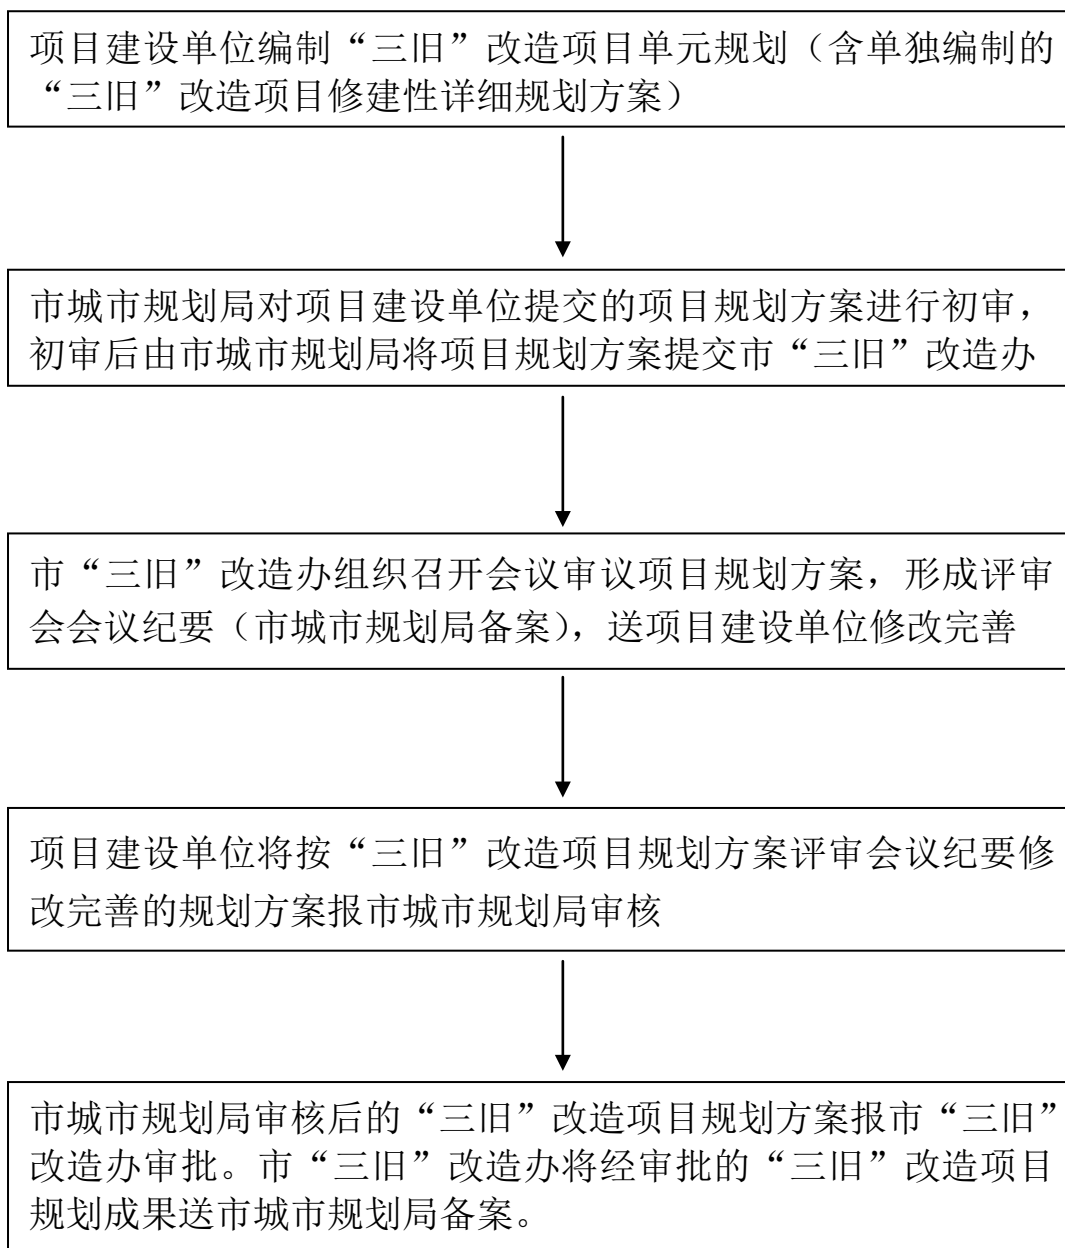 项目建设单位编制“三旧”改造项目单元规划（含单独编制的
“三旧”改造项目修建性详细规划方案）
市城市规划局对项目建设单位提交的项目规划方案进行初审，
初审后由市城市规划局将项目规划方案提交市“三旧”改造办
市“三旧”改造办组织召开会议审议项目规划方案，形成评审
会会议纪要（市城市规划局备案），送项目建设单位修改完善
项目建设单位将按“三旧”改造项目规划方案评审会议纪要修
改完善的规划方案报市城市规划局审核
市城市规划局审核后的“三旧”改造项目规划方案报市“三旧”
改造办审批。市“三旧”改造办将经审批的“三旧”改造项目
规划成果送市城市规划局备案。